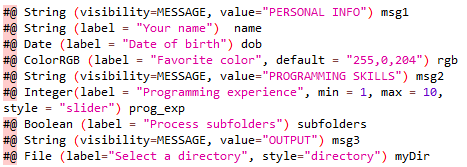 #@ String (visibility=MESSAGE, value="PERSONAL INFO") msg1
#@ String (label = "Your name")  name
#@ Date (label = "Date of birth") dob
#@ ColorRGB (label = "Favorite color", default = "255,0,204") rgb
#@ String (visibility=MESSAGE, value="PROGRAMMING SKILLS") msg2
#@ Integer(label = "Programming experience", min = 1, max = 10,
style = "slider") prog_exp
#@ Boolean (label = "Process subfolders") subfolders
#@ String (visibility=MESSAGE, value="OUTPUT") msg3
#@ File (label="Select a directory", style="directory") myDir